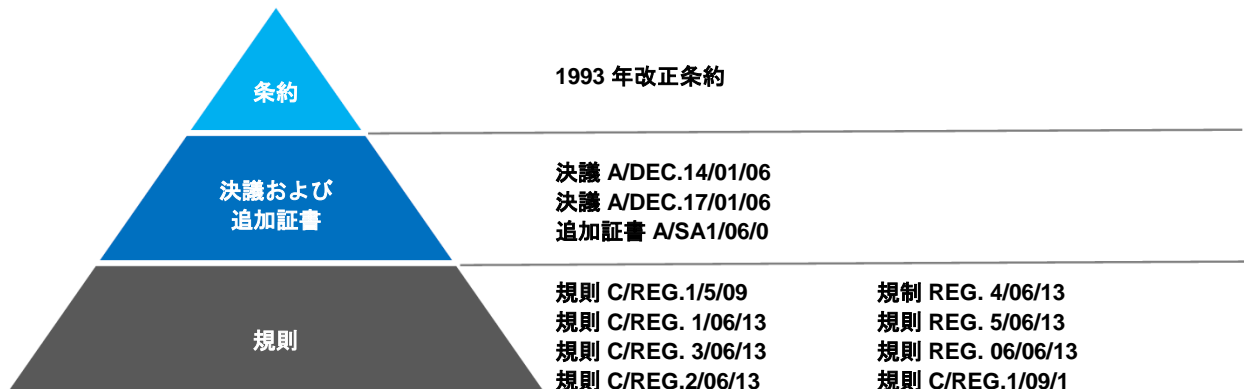 条約
1993 年改正条約
決議および
追加証書
決議 A/DEC.14/01/06
決議 A/DEC.17/01/06
追加証書 A/SA1/06/0
規則
規則 C/REG.1/5/09
規則 C/REG. 1/06/13
規則 C/REG. 3/06/13
規則 C/REG.2/06/13
規制 REG. 4/06/13
規則 REG. 5/06/13
規則 REG. 06/06/13
規則 C/REG.1/09/1